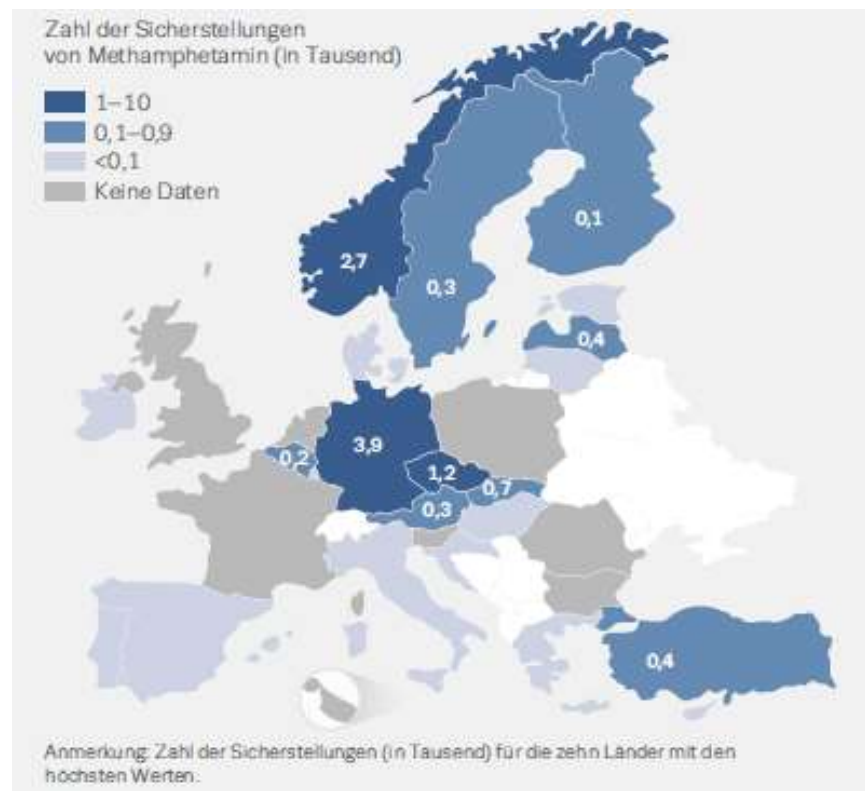 Zahl der Sicherstellungen
von Methamphetamin (in Tausend)
1–10
0,1–0,9
<0,1
Keine Daten
0,1
2,7
0,3
0,4
3,9
0,2
1,2
0,7
0,3
0,4
Anmerkung: Zahl der Sicherstellungen (in Tausend) für die zehn Länder mit den
höchsten Werten.